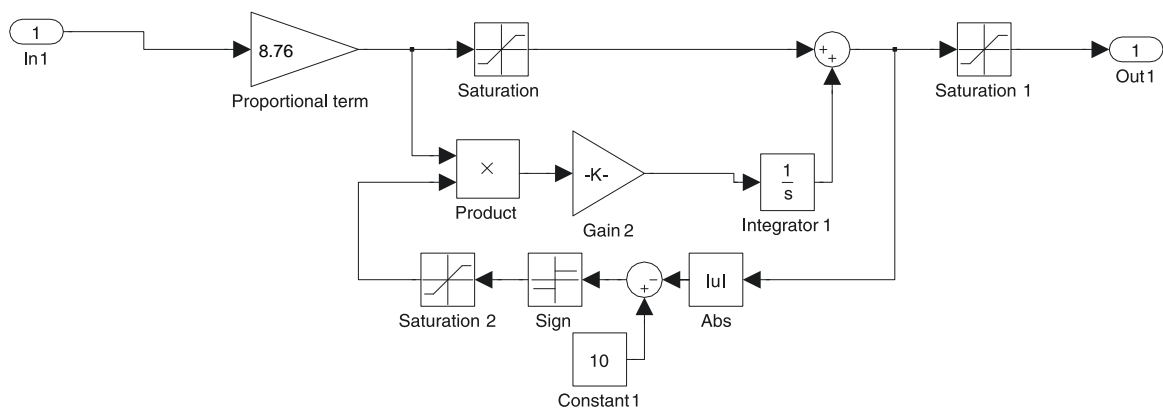 1
In1
8.76
Proportional term
Saturation
+
+
Saturation 1
1
Out1
×
Product
-K-
Gain 2
1
s
Integrator 1
Saturation 2
Sign
−
+
|u|
Abs
10
Constant1